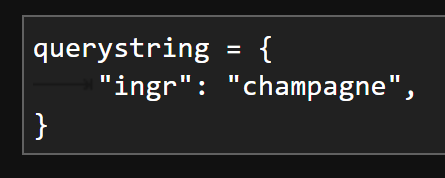 querystring = {
    "ingr": "champagne",
}